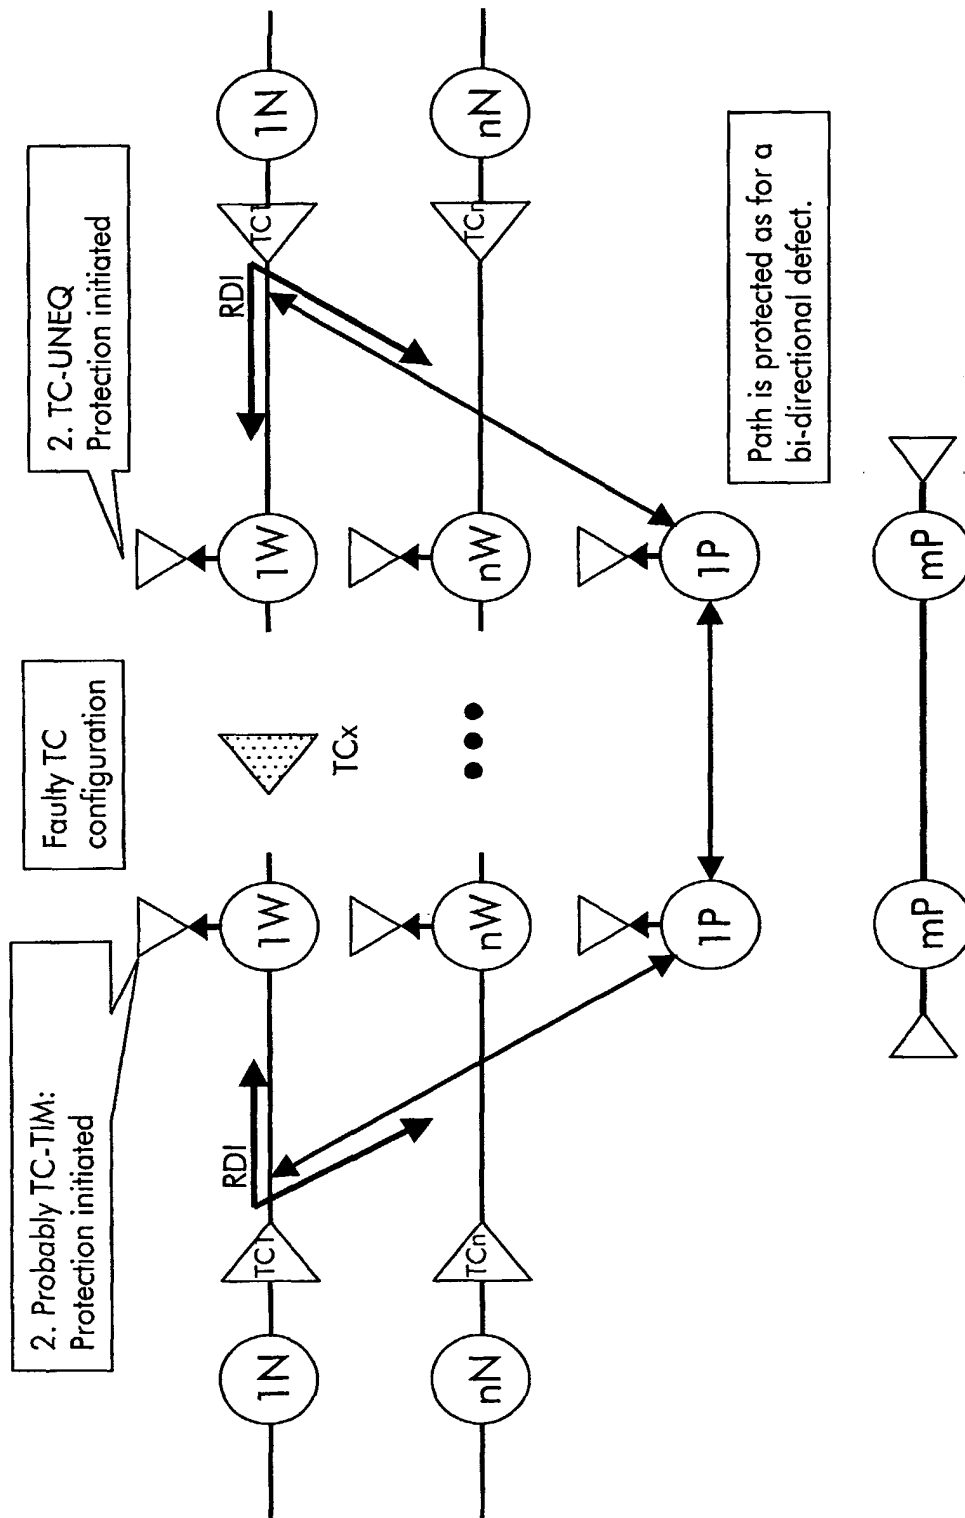 2. Probably TC-TIM:
Protection initiated
Faulty TC
configuration
2. TC-UNEQ
Protection initiated
1N
TC1
RDI
1W
TCx
1W
RDI
TC1
1N
nN
TCn
nW
nW
TCn
nN
1P
1P
Path is protected as for a
bi-directional defect.
mP
mP